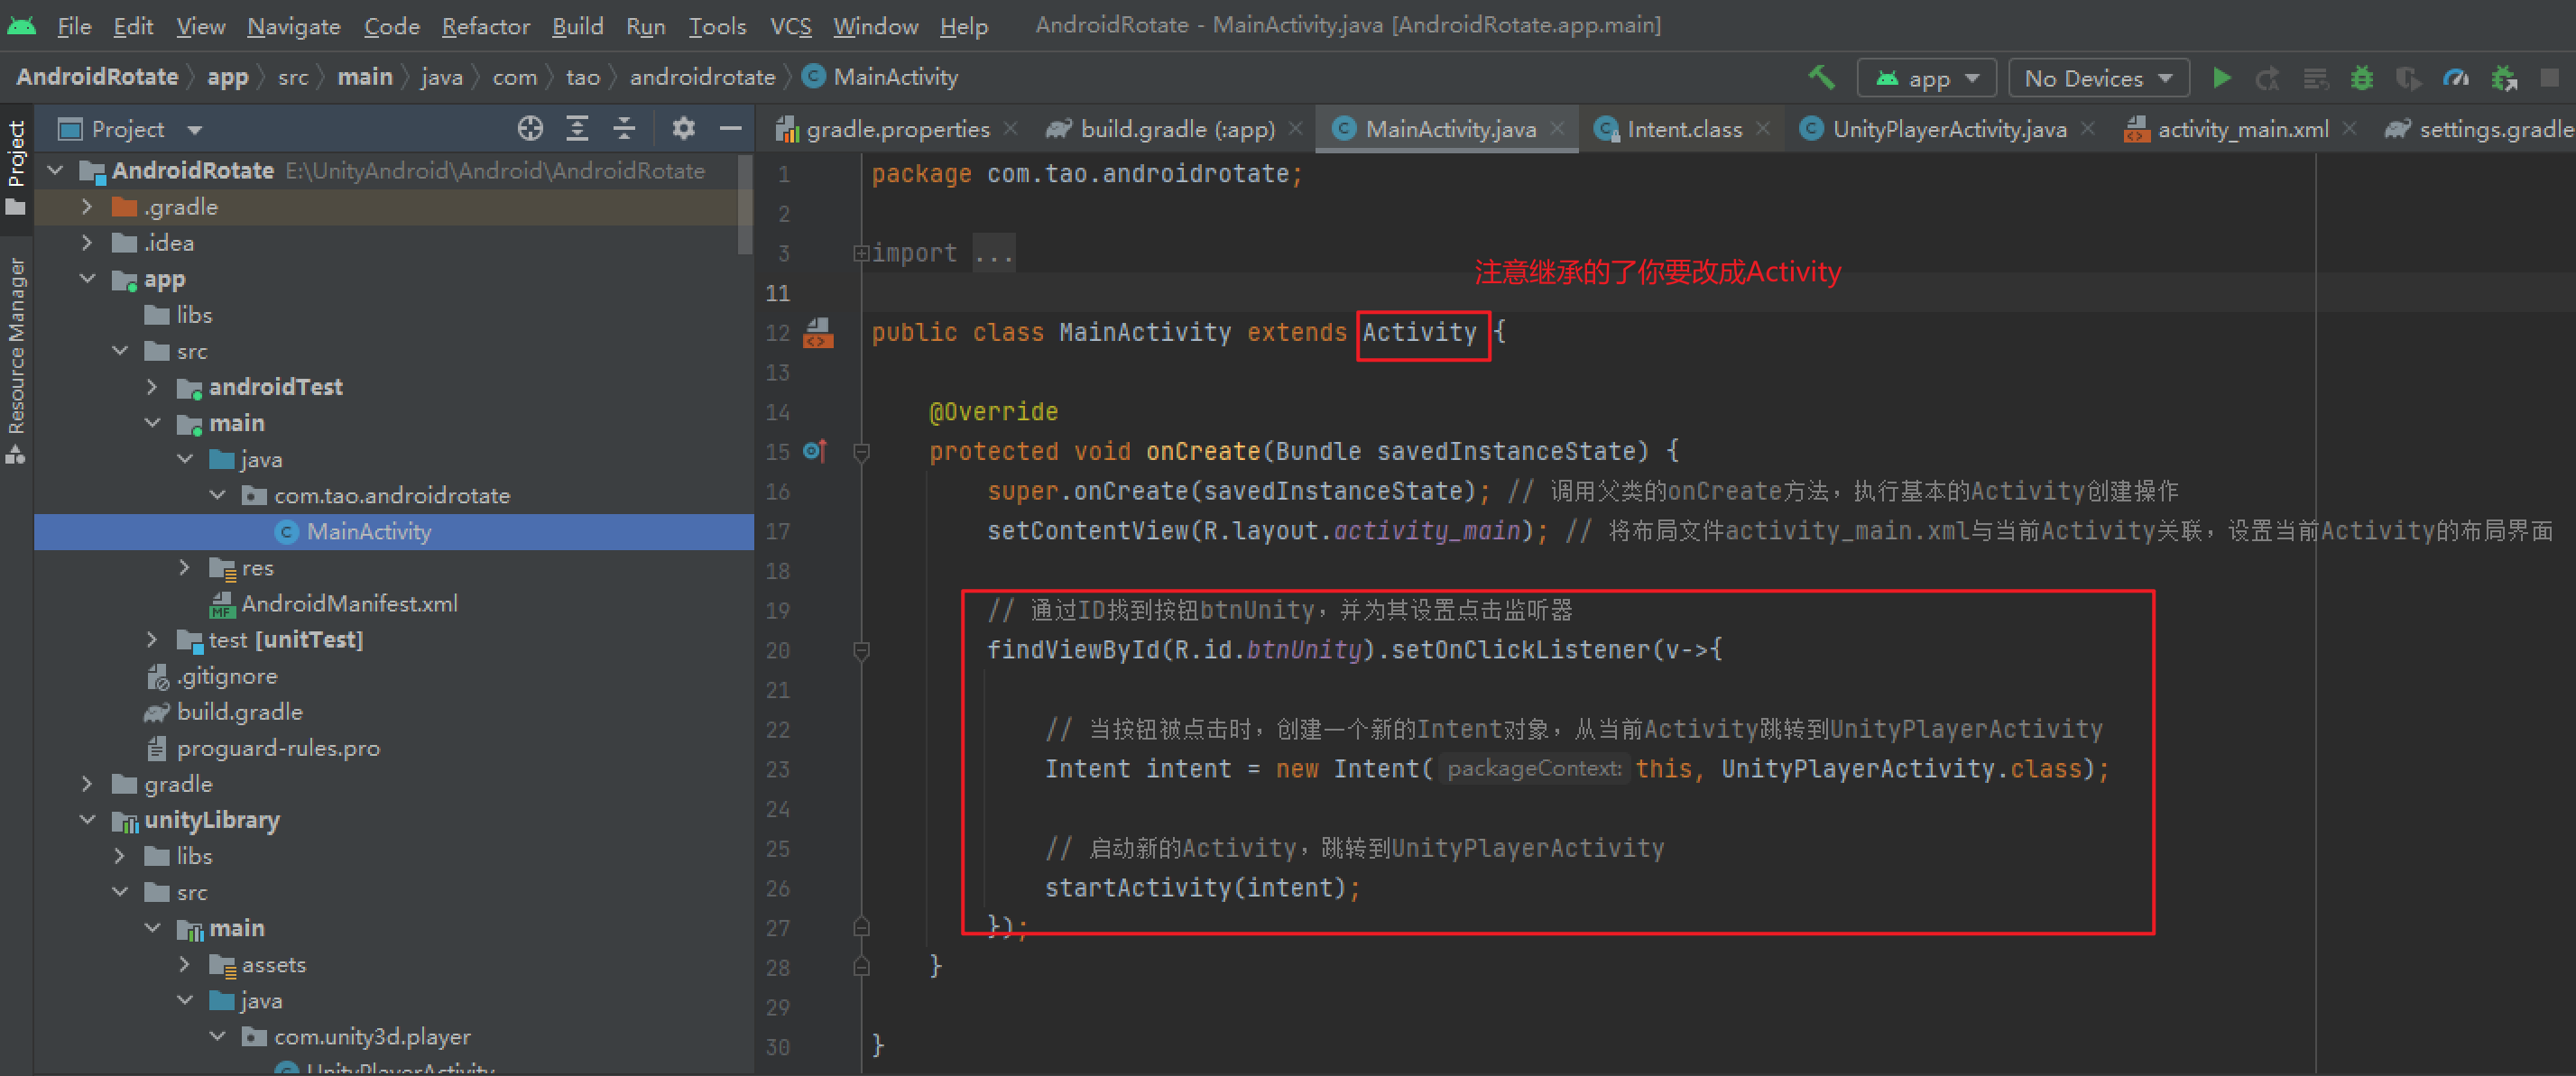 File Edit View Navigate Code Refactor Build Run Tools VCS Window Help AndroidRotate - MainActivity.java [AndroidRotate.app.main]
AndroidRotate app src main java com tao androidrotate MainActivity app No Devices
Project
gradle.properties build.gradle (:app) MainActivity.java Intent.class UnityPlayerActivity.java activity_main.xml settings.gradle
Project
Resource Manager
AndroidRotate E:\UnityAndroid\Android\AndroidRotate
.gradle
.idea
app
libs
src
androidTest
main
java
com.tao.androidrotate
MainActivity
res
AndroidManifest.xml
test [unitTest]
.gitignore
build.gradle
proguard-rules.pro
gradle
unityLibrary
libs
src
main
assets
java
com.unity3d.player
UnityPlayerActivity
1 package com.tao.androidrotate;
2
3 import ...
注意继承的了你要改成Activity
11
12 public class MainActivity extends Activity {
13
14 @Override
15 protected void onCreate(Bundle savedInstanceState) {
16 super.onCreate(savedInstanceState); // 调用父类的onCreate方法，执行基本的Activity创建操作
17 setContentView(R.layout.activity_main); // 将布局文件activity_main.xml与当前Activity关联，设置当前Activity的布局界面
18
19 // 通过ID找到按钮btnUnity，并为其设置点击监听器
20 findViewById(R.id.btnUnity).setOnClickListener(v->{
21
22 // 当按钮被点击时，创建一个新的Intent对象，从当前Activity跳转到UnityPlayerActivity
23 Intent intent = new Intent( packageContext: this, UnityPlayerActivity.class);
24
25 // 启动新的Activity，跳转到UnityPlayerActivity
26 startActivity(intent);
27 });
28 }
29
30 }